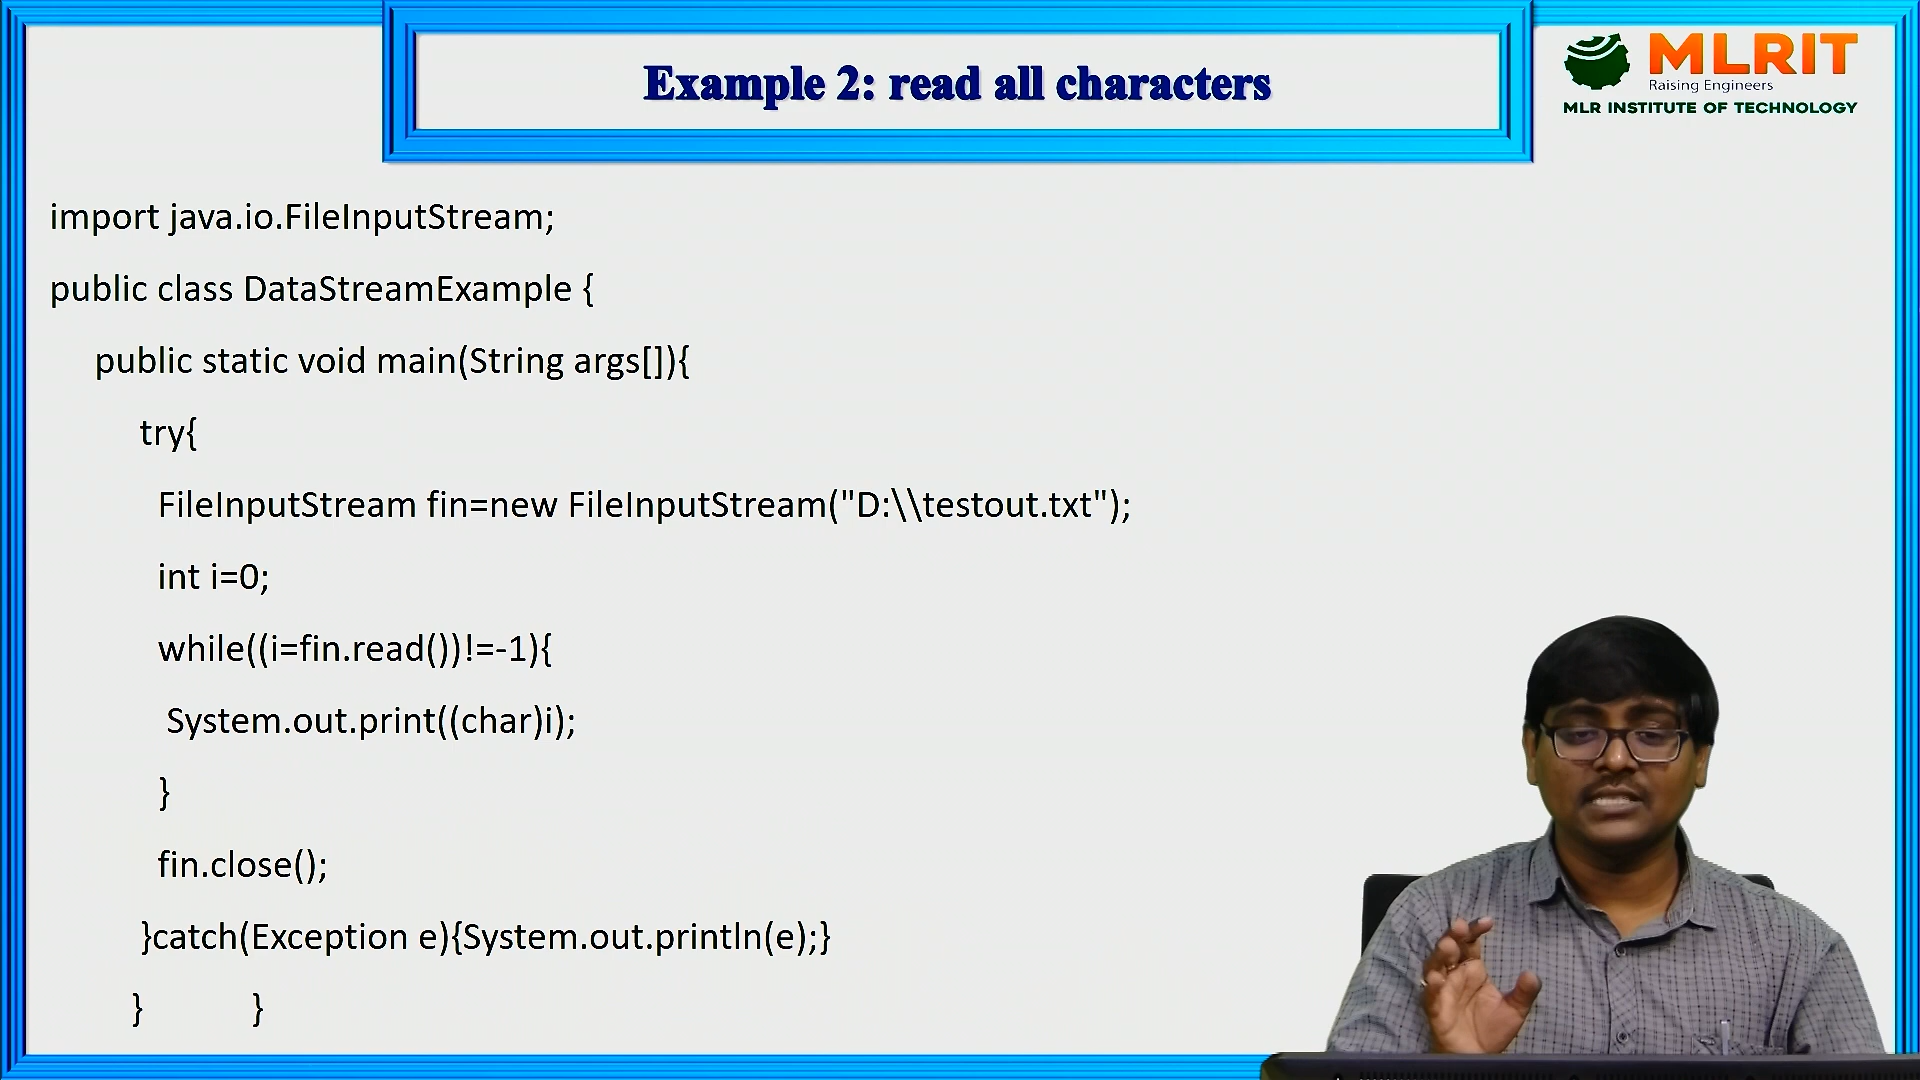 Example 2: read all characters
MLRIT
Raising Engineers
MLR INSTITUTE OF TECHNOLOGY
import java.io.FileInputStream;
public class DataStreamExample {
public static void main(String args[]){
try{
FileInputStream fin=new FileInputStream("D:\\testout.txt");
int i=0;
while((i=fin.read())!=-1){
System.out.print((char)i);
}
fin.close();
}catch(Exception e){System.out.println(e);}
} }